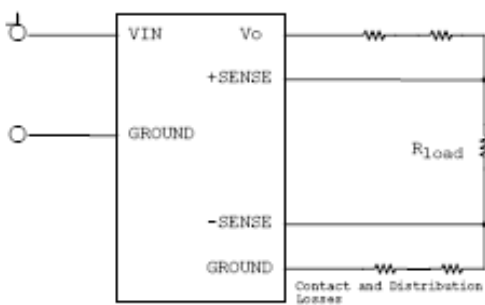 VIN
Vo
+SENSE
GROUND
Rload
-SENSE
GROUND
Contact and Distribution
Losses